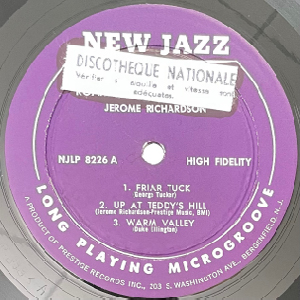 NEW JAZZ
DISCOTHEQUE NATIONALE
JEROME RICHARDSON
NJLP 8226 A
HIGH FIDELITY
1. FRIAR TUCK
(George Tucker)
2. UP AT TEDDY'S HILL
(Jerome Richardson-Prestige Music, BMI)
3. WARM VALLEY
(Duke Ellington)
LONG PLAYING MICROGROOVE
A PRODUCT OF PRESTIGE RECORDS INC., 203 S. WASHINGTON AVE., BERGENFIELD, N.J.